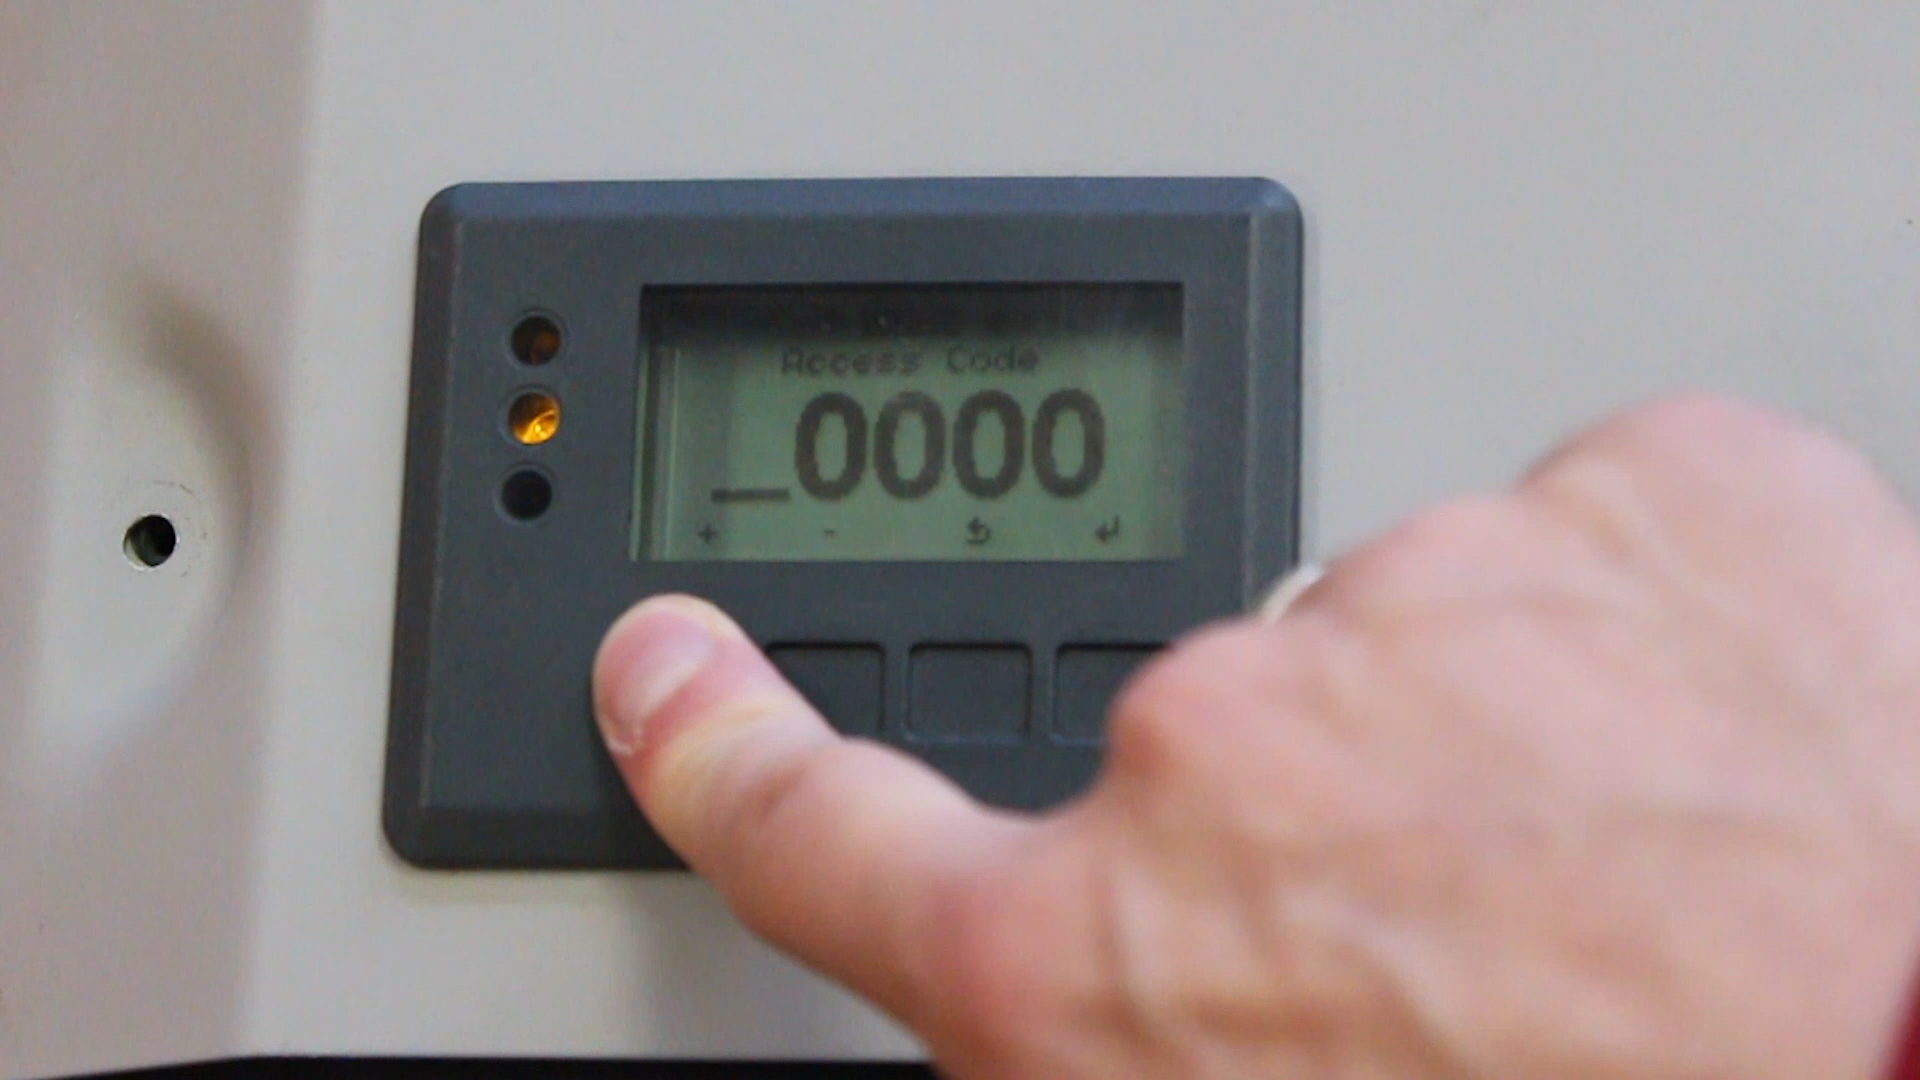 Access Code
_0000
+ - ↰ ↵